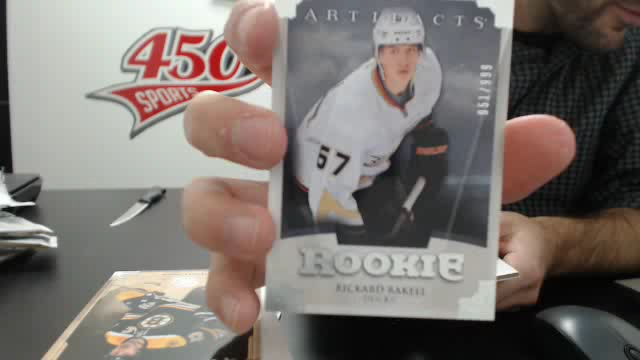 ARTIFACTS
450
SPORTS
051/999
67
ROOKIE
RICKARD RAKELL
DUCKS